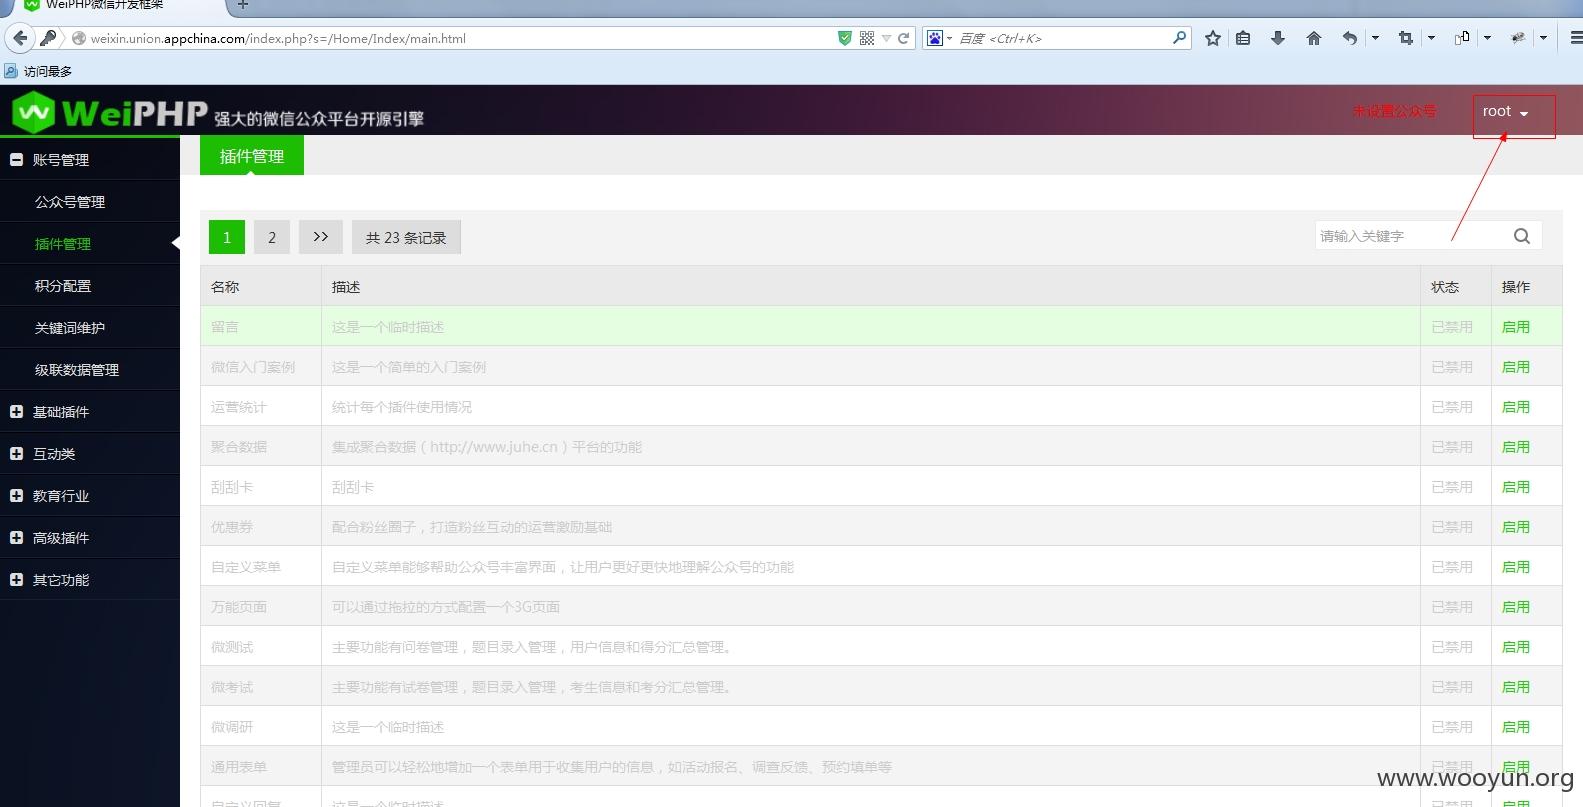 WeiPHP微信开发框架
weixin.union.appchina.com/index.php?s=/Home/Index/main.html
百度 <Ctrl+K>
访问最多
WeiPHP 强大的微信公众平台开源引擎
未设置公众号
root
账号管理
公众号管理
插件管理
积分配置
关键词维护
级联数据管理
基础插件
互动类
教育行业
高级插件
其它功能
插件管理
1 2 >> 共 23 条记录
请输入关键字
名称 描述 状态 操作
留言 这是一个临时描述 已禁用 启用
微信入门案例 这是一个简单的入门案例 已禁用 启用
运营统计 统计每个插件使用情况 已禁用 启用
聚合数据 集成聚合数据（http://www.juhe.cn）平台的功能 已禁用 启用
刮刮卡 刮刮卡 已禁用 启用
优惠券 配合粉丝圈子，打造粉丝互动的运营激励基础 已禁用 启用
自定义菜单 自定义菜单能够帮助公众号丰富界面，让用户更好更快地理解公众号的功能 已禁用 启用
万能页面 可以通过拖拉的方式配置一个3G页面 已禁用 启用
微测试 主要功能有问卷管理，题目录入管理，用户信息和得分汇总管理。 已禁用 启用
微考试 主要功能有试卷管理，题目录入管理，考生信息和考分汇总管理。 已禁用 启用
微调研 这是一个临时描述 已禁用 启用
通用表单 管理员可以轻松地增加一个表单用于收集用户的信息，如活动报名、调查反馈、预约填单等 已禁用 启用
自定义回复 这是一个临时描述 已禁用 启用
www.wooyun.org